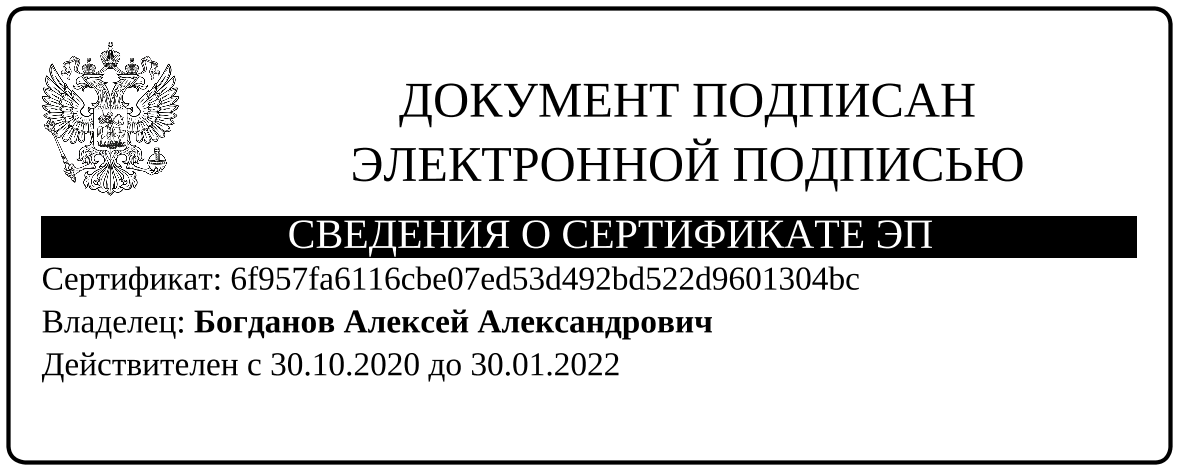 ДОКУМЕНТ ПОДПИСАН
ЭЛЕКТРОННОЙ ПОДПИСЬЮ
СВЕДЕНИЯ О СЕРТИФИКАТЕ ЭП
Сертификат: 6f957fa6116cbe07ed53d492bd522d9601304bc
Владелец: Богданов Алексей Александрович
Действителен с 30.10.2020 до 30.01.2022